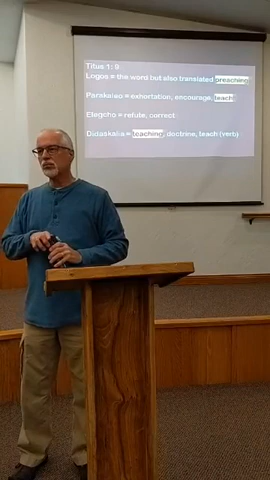 Titus 1: 9
Logos = the word but also translated preaching
Parakaleo = exhortation, encourage, teach
Elegcho = refute, correct
Didaskalia = teaching, doctrine, teach (verb)